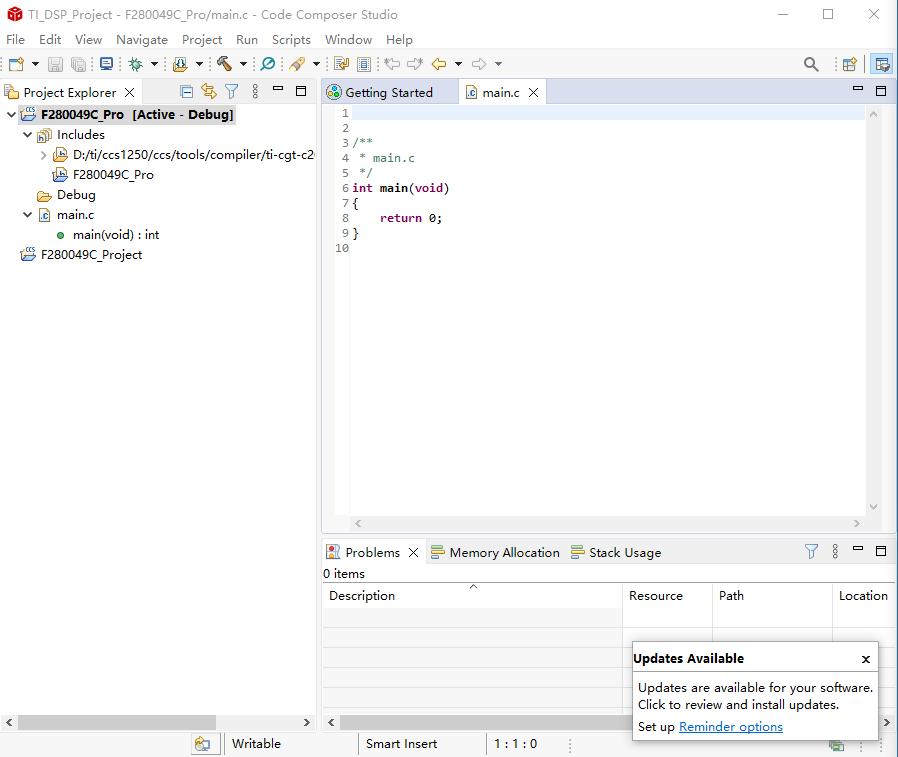 TI_DSP_Project - F280049C_Pro/main.c - Code Composer Studio
File Edit View Navigate Project Run Scripts Window Help
Project Explorer
F280049C_Pro [Active - Debug]
Includes
D:/ti/ccs1250/ccs/tools/compiler/ti-cgt-c2
F280049C_Pro
Debug
main.c
main(void) : int
F280049C_Project
Getting Started
main.c
1
2
3 /**
4  * main.c
5  */
6 int main(void)
7 {
8     return 0;
9 }
10
Problems
Memory Allocation
Stack Usage
0 items
Description Resource Path Location
Updates Available
Updates are available for your software.
Click to review and install updates.
Set up Reminder options
Writable Smart Insert 1 : 1 : 0